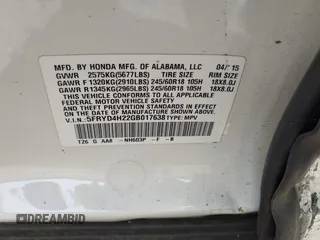 MFD. BY HONDA MFG. OF ALABAMA, LLC 04/'15
GVWR 2575KG(5677LBS) TIRE SIZE RIM SIZE
GAWR F 1320KG(2910LBS) 245/60R18 105H 18X8.0J
GAWR R1345KG(2965LBS) 245/60R18 105H 18X8.0J
THIS VEHICLE CONFORMS TO ALL APPLICABLE
FEDERAL MOTOR VEHICLE SAFETY AND
THEFT PREVENTION STANDARDS IN EFFECT ON
THE DATE OF MANUFACTURE SHOWN ABOVE.
V.I.N.:5FRYD4H22GB017638 TYPE: MPV
TZ6 G AAR NH603P F B
DREAMBID